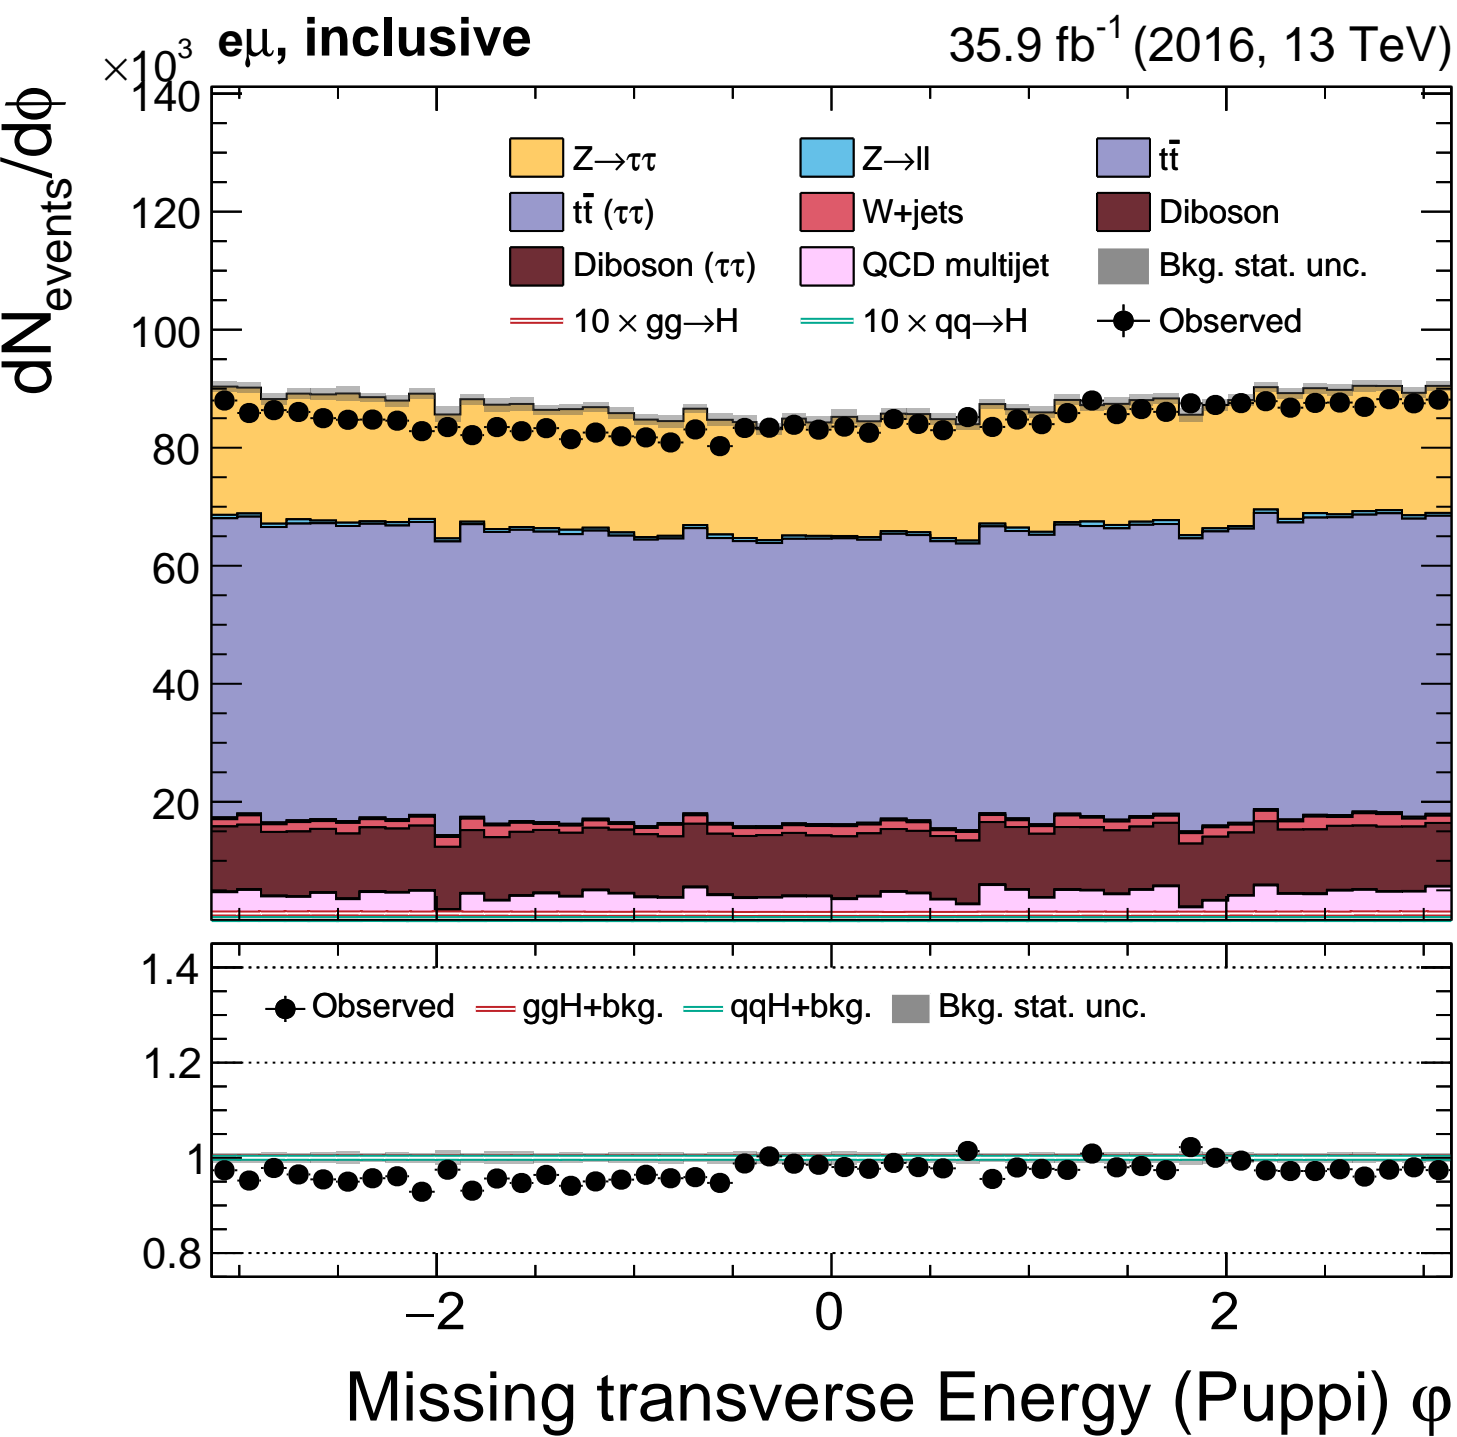 eμ, inclusive 35.9 fb⁻¹ (2016, 13 TeV)
×10³
dN_events/dϕ
140
120
100
80
60
40
20
Z→ττ Z→ll tt̄
tt̄ (ττ) W+jets Diboson
Diboson (ττ) QCD multijet Bkg. stat. unc.
10 × gg→H 10 × qq→H Observed
1.4
1.2
1
0.8
Observed ggH+bkg. qqH+bkg. Bkg. stat. unc.
−2 0 2
Missing transverse Energy (Puppi) φ